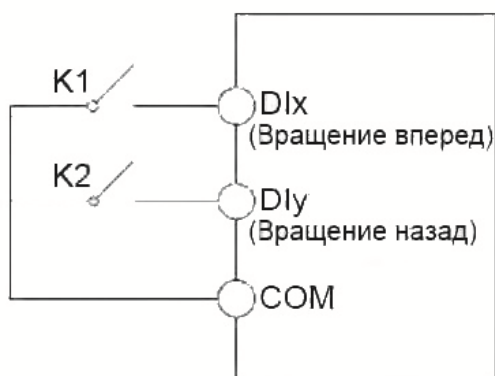 K1
DIx
(Вращение вперед)
K2
DIy
(Вращение назад)
COM